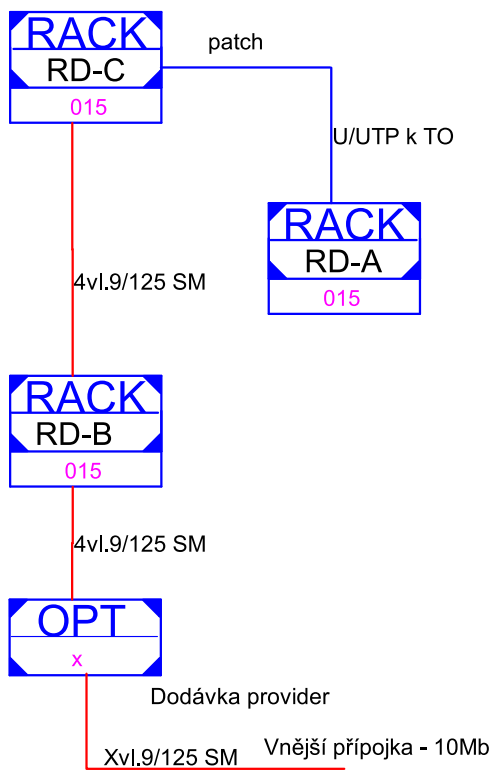 RACK
RD-C
015
patch
U/UTP k TO
RACK
RD-A
015
4vl.9/125 SM
RACK
RD-B
015
4vl.9/125 SM
OPT
x
Dodávka provider
Xvl.9/125 SM
Vnější přípojka - 10Mb